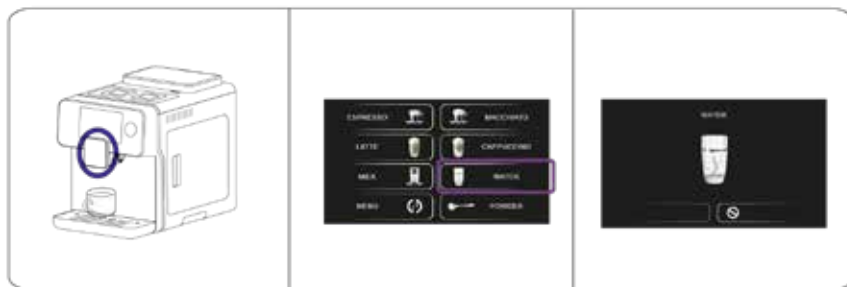 ESPRESSO MACCHIATO
LATTE CAPPUCCINO
MILK WATER
MENU POWDER
WATER